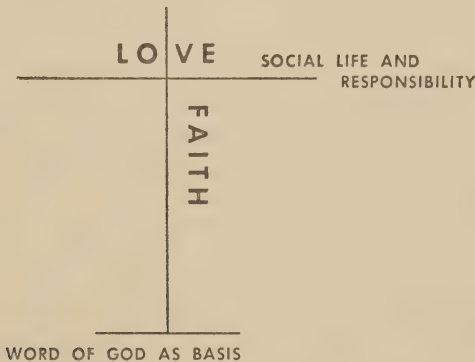 LOVE
SOCIAL LIFE AND
RESPONSIBILITY
FAITH
WORD OF GOD AS BASIS